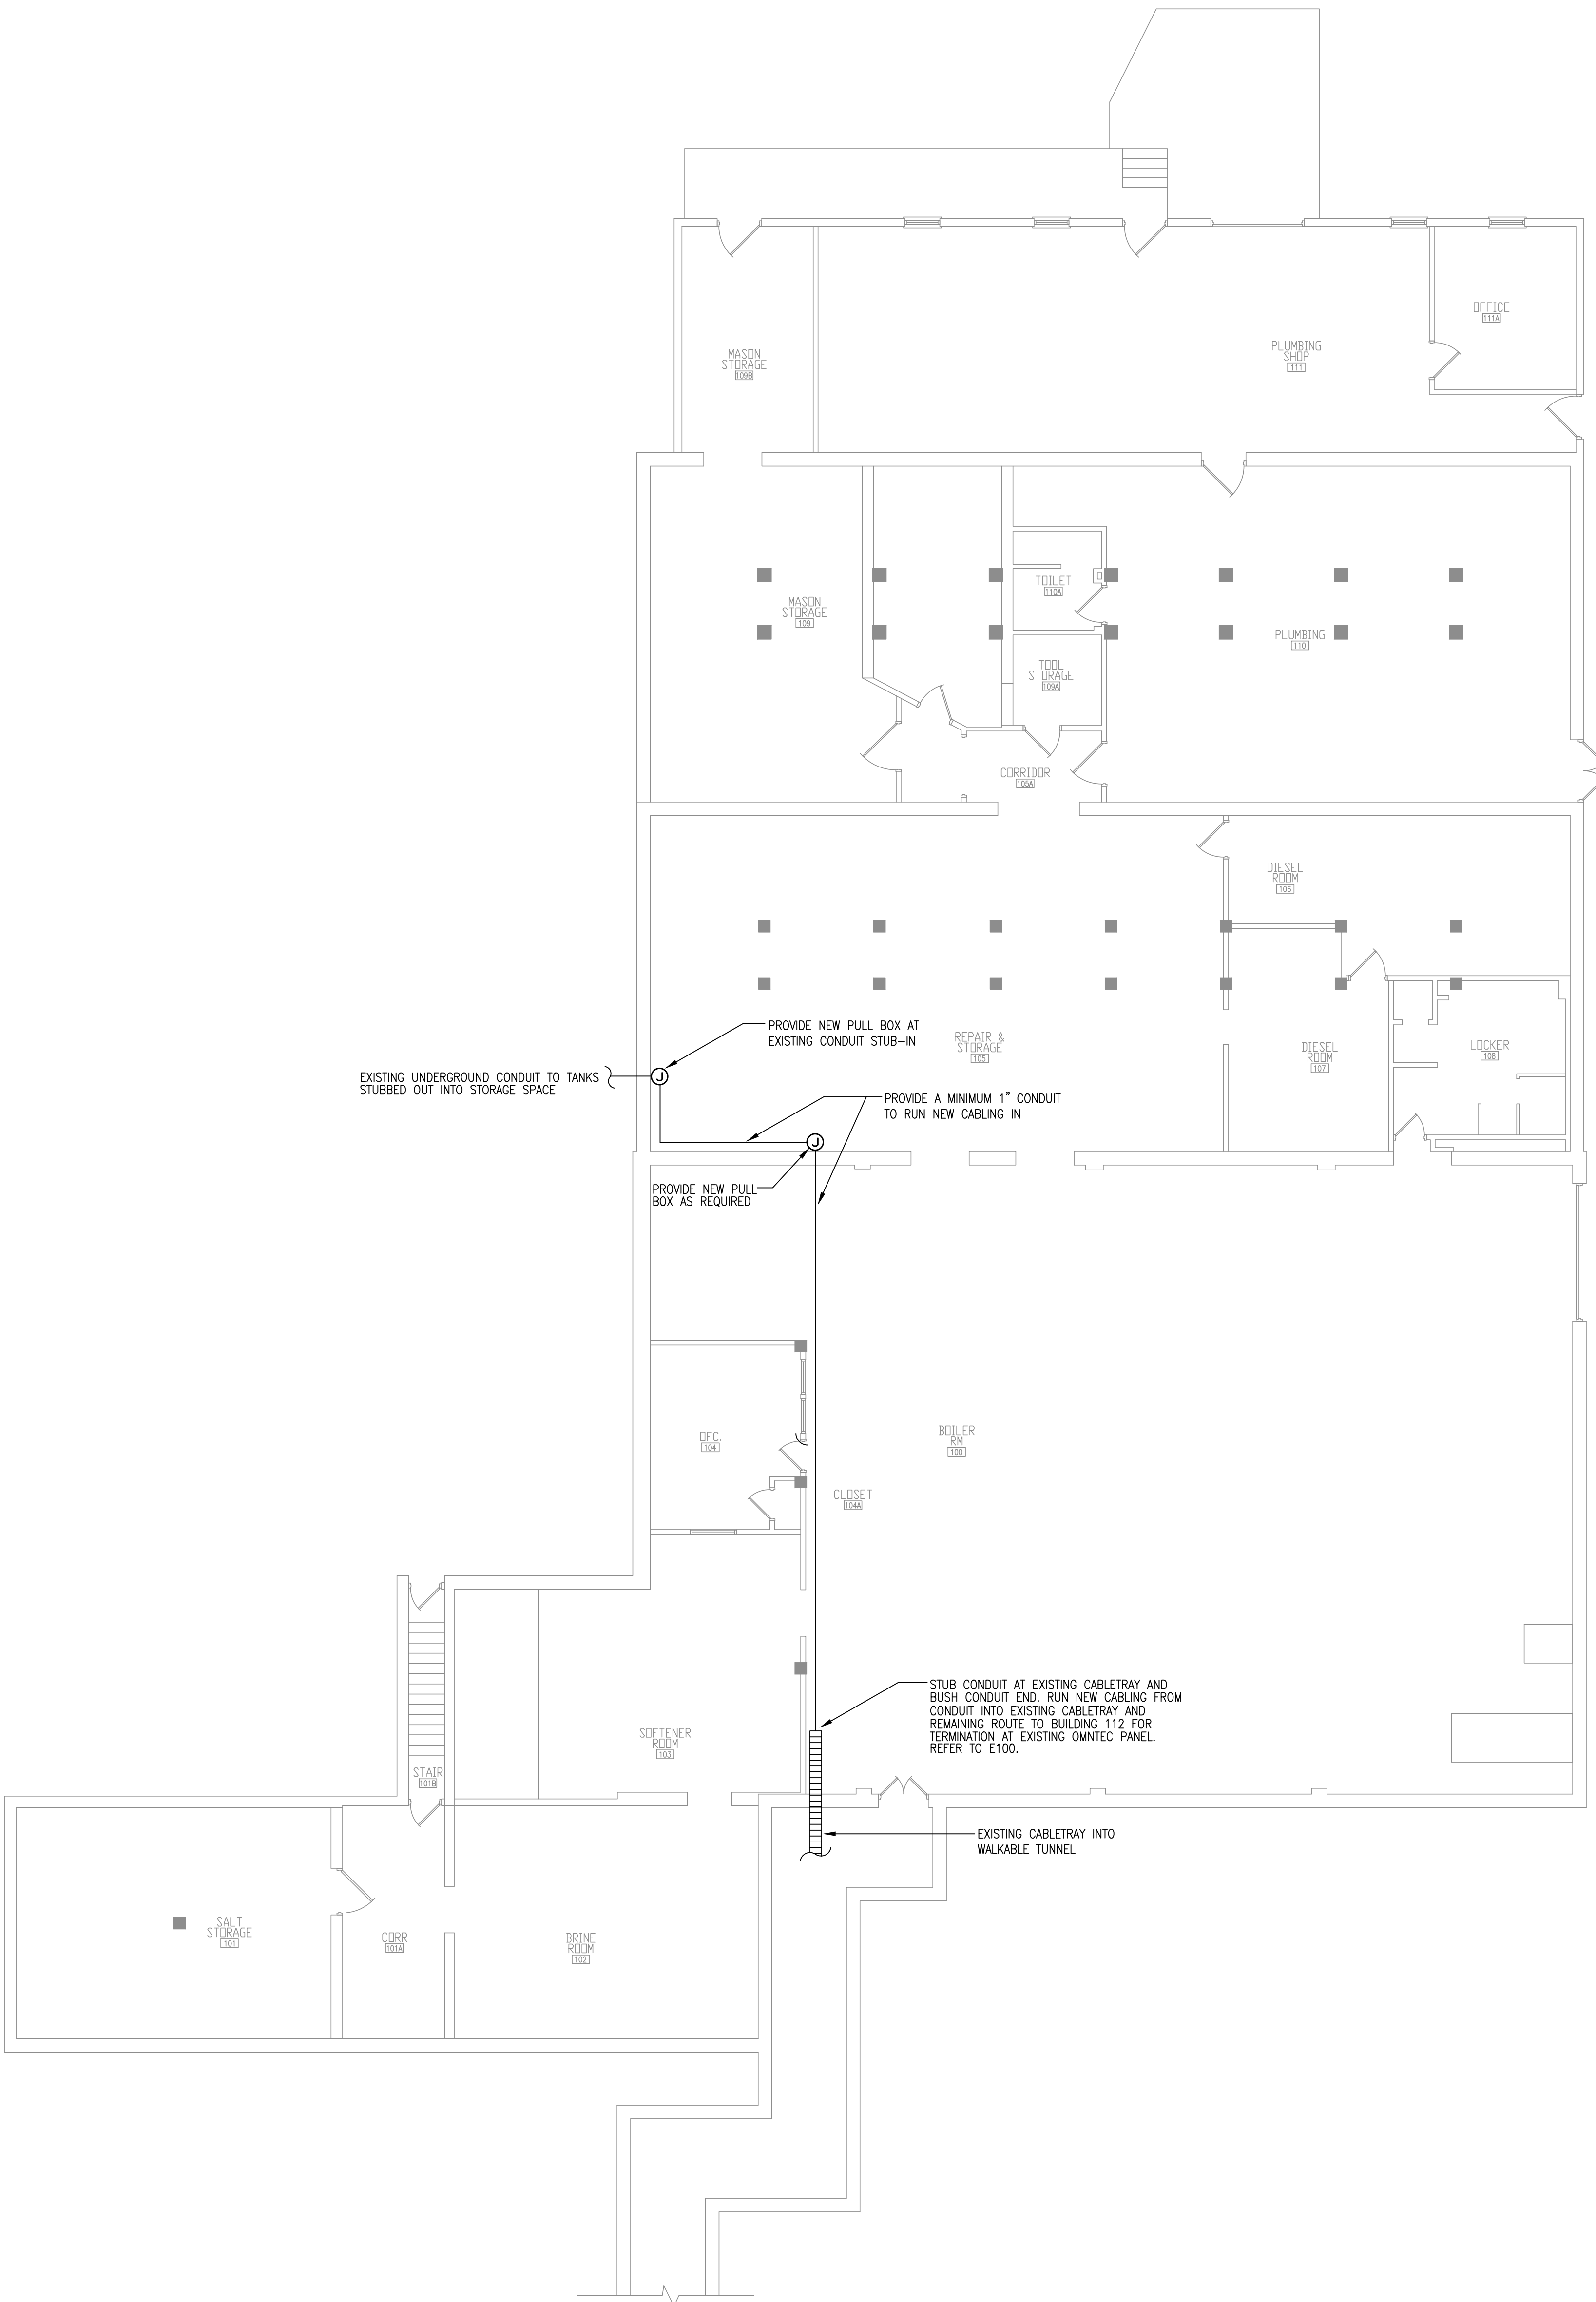 OFFICE
111A
PLUMBING
SHOP
111
MASON
STORAGE
109B
TOILET
110A
MASON
STORAGE
109
PLUMBING
110
TOOL
STORAGE
109A
CORRIDOR
105A
DIESEL
ROOM
106
PROVIDE NEW PULL BOX AT
EXISTING CONDUIT STUB-IN
REPAIR &
STORAGE
105
DIESEL
ROOM
107
LOCKER
108
EXISTING UNDERGROUND CONDUIT TO TANKS
STUBBED OUT INTO STORAGE SPACE
J
PROVIDE A MINIMUM 1" CONDUIT
TO RUN NEW CABLING IN
J
PROVIDE NEW PULL
BOX AS REQUIRED
OFC.
104
BOILER
RM
100
CLOSET
104A
STUB CONDUIT AT EXISTING CABLETRAY AND
BUSH CONDUIT END. RUN NEW CABLING FROM
CONDUIT INTO EXISTING CABLETRAY AND
REMAINING ROUTE TO BUILDING 112 FOR
TERMINATION AT EXISTING OMNTEC PANEL.
REFER TO E100.
SOFTENER
ROOM
103
STAIR
101B
EXISTING CABLETRAY INTO
WALKABLE TUNNEL
SALT
STORAGE
101
CORR
101A
BRINE
ROOM
102